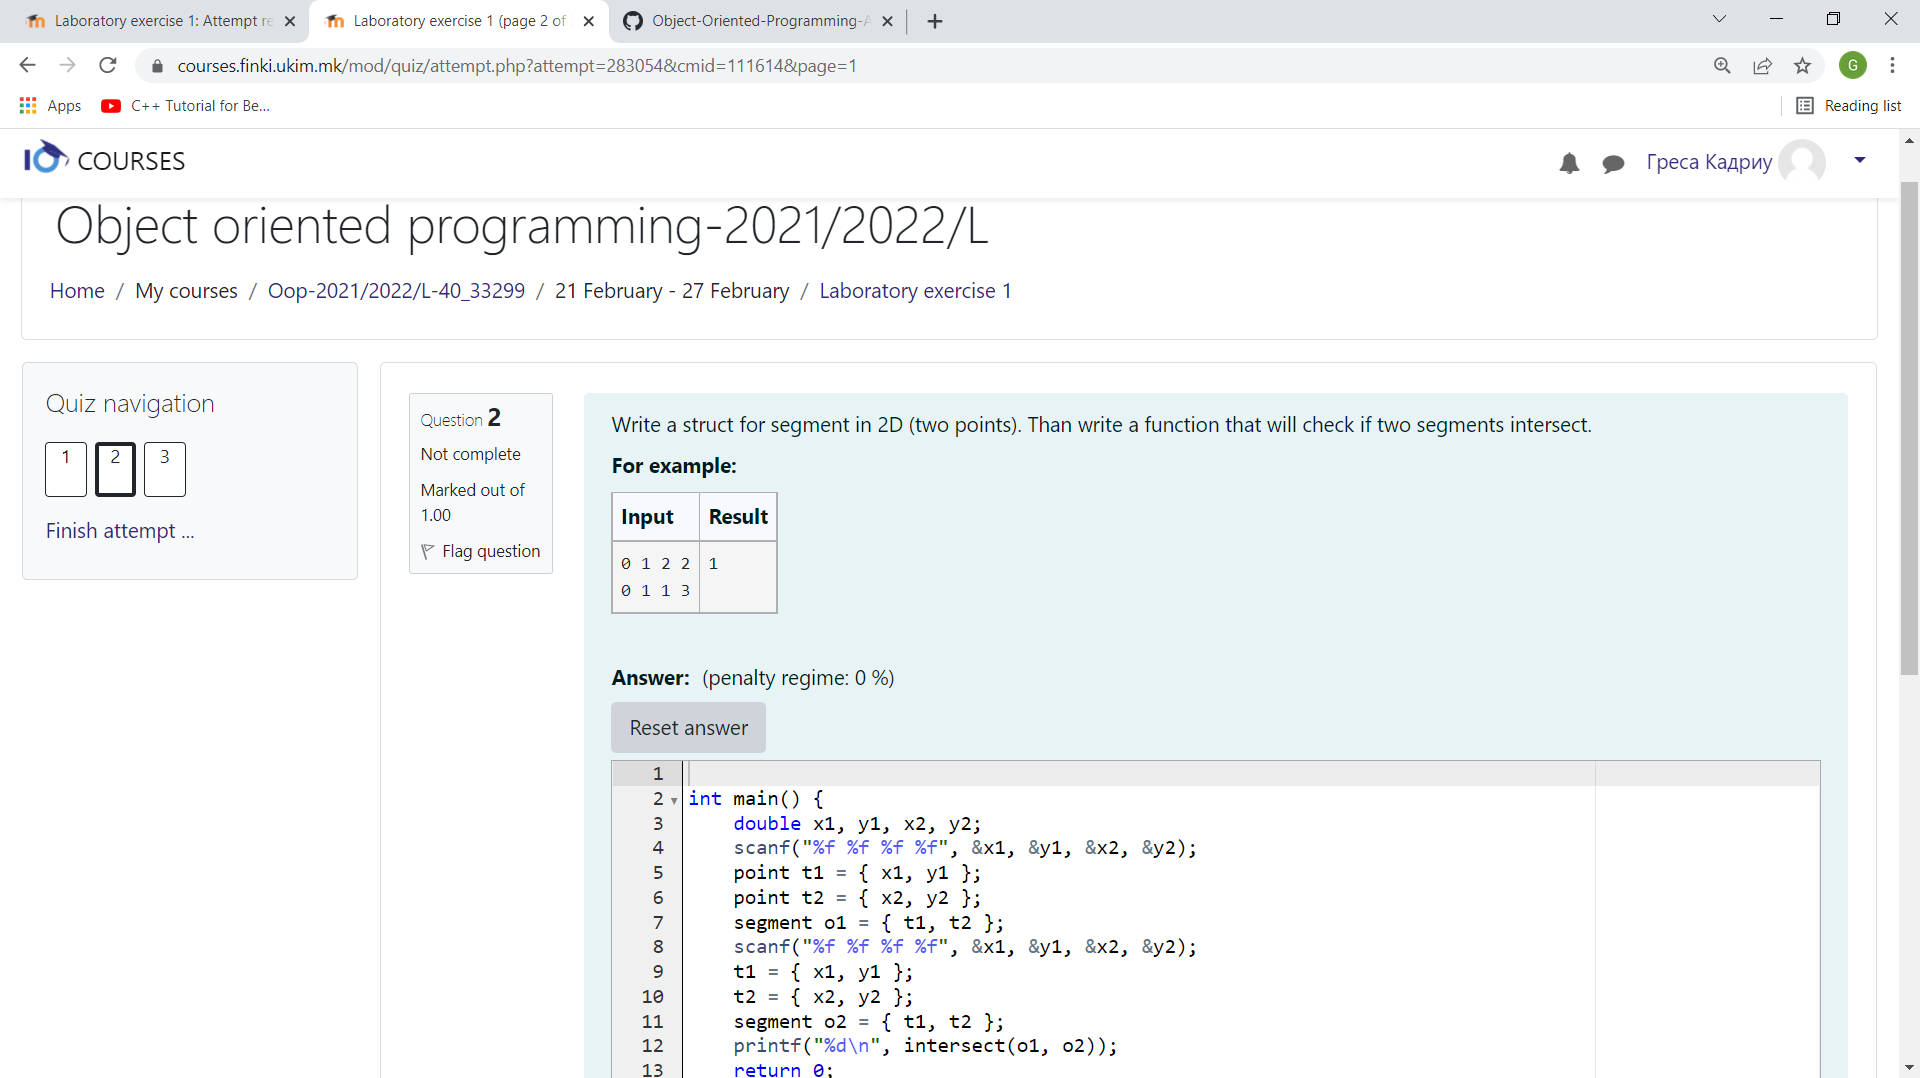 Laboratory exercise 1: Attempt re
Laboratory exercise 1 (page 2 of
Object-Oriented-Programming-A
courses.finki.ukim.mk/mod/quiz/attempt.php?attempt=283054&cmid=111614&page=1
G
Apps
C++ Tutorial for Be...
Reading list
COURSES
Греса Кадриу
Object oriented programming-2021/2022/L
Home / My courses / Oop-2021/2022/L-40_33299 / 21 February - 27 February / Laboratory exercise 1
Quiz navigation
1 2 3
Finish attempt ...
Question 2
Not complete
Marked out of
1.00
Flag question
Write a struct for segment in 2D (two points). Than write a function that will check if two segments intersect.
For example:
Input Result
0 1 2 2 1
0 1 1 3
Answer: (penalty regime: 0 %)
Reset answer
1
2 int main() {
3 double x1, y1, x2, y2;
4 scanf("%f %f %f %f", &x1, &y1, &x2, &y2);
5 point t1 = { x1, y1 };
6 point t2 = { x2, y2 };
7 segment o1 = { t1, t2 };
8 scanf("%f %f %f %f", &x1, &y1, &x2, &y2);
9 t1 = { x1, y1 };
10 t2 = { x2, y2 };
11 segment o2 = { t1, t2 };
12 printf("%d\n", intersect(o1, o2));
13 return 0;